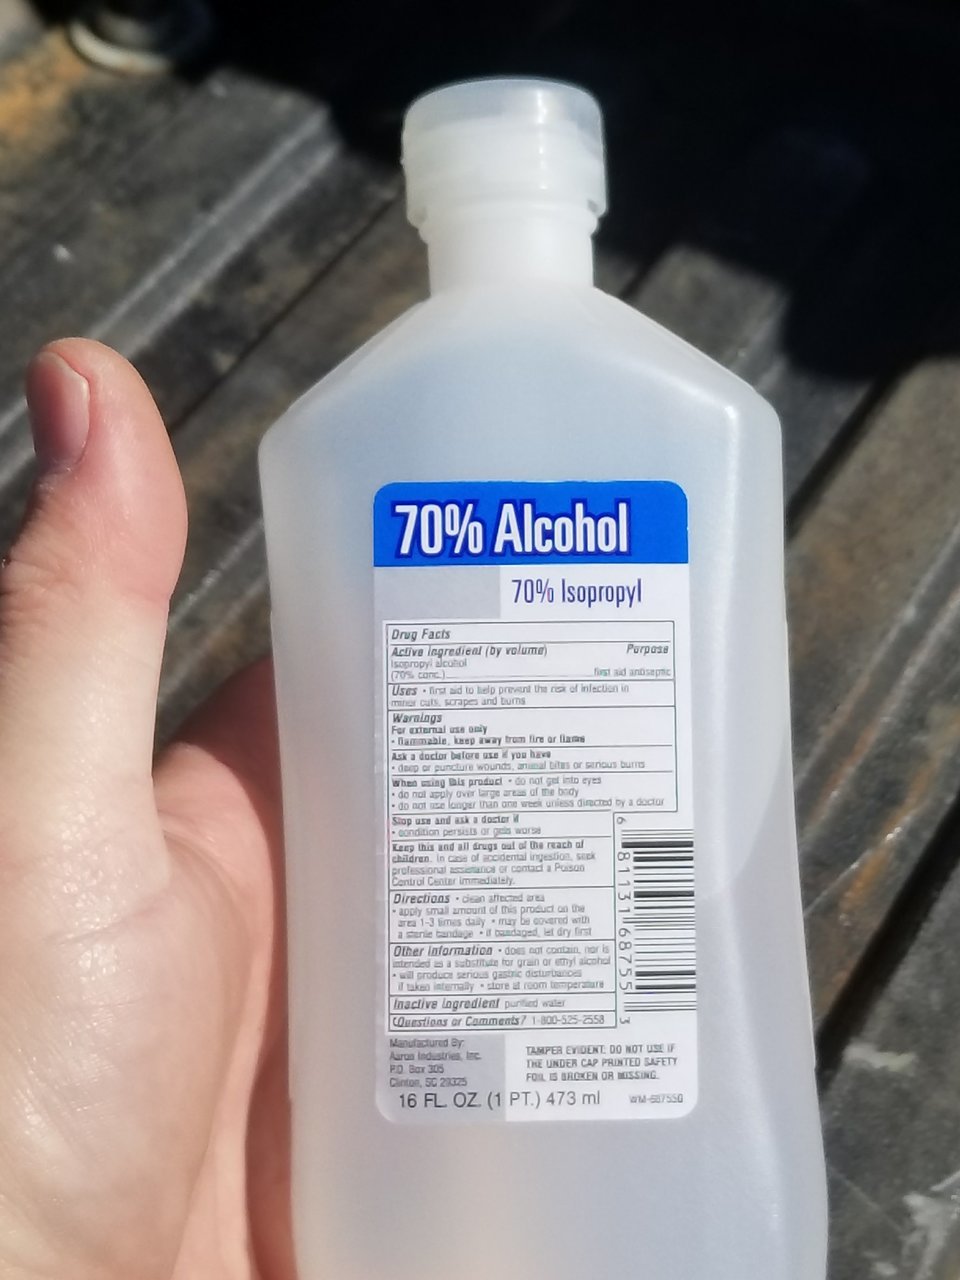 70% Alcohol
70% Isopropyl
Drug Facts
Active ingredient (by volume) Purpose
Isopropyl alcohol
(70% conc.) first aid antiseptic
Uses • first aid to help prevent the risk of infection in
minor cuts, scrapes and burns
Warnings
For external use only
• flammable, keep away from fire or flame
Ask a doctor before use if you have
• deep or puncture wounds, animal bites or serious burns
When using this product • do not get into eyes
• do not apply over large areas of the body
• do not use longer than one week unless directed by a doctor
Stop use and ask a doctor if
• condition persists or gets worse
Keep this and all drugs out of the reach of
children. In case of accidental ingestion, seek
professional assistance or contact a Poison
Control Center immediately.
Directions • clean affected area
• apply small amount of this product on the
area 1-3 times daily • may be covered with
a sterile bandage • if bandaged, let dry first
Other information • does not contain, nor is
intended as a substitute for grain or ethyl alcohol
• will produce serious gastric disturbances
if taken internally • store at room temperature
Inactive ingredient purified water
Questions or Comments? 1-800-525-2558
6 81131 68755 3
Manufactured By:
Aaron Industries, Inc.
P.O. Box 305
Clinton, SC 29325
TAMPER EVIDENT: DO NOT USE IF
THE UNDER CAP PRINTED SAFETY
FOIL IS BROKEN OR MISSING.
16 FL. OZ. (1 PT.) 473 ml